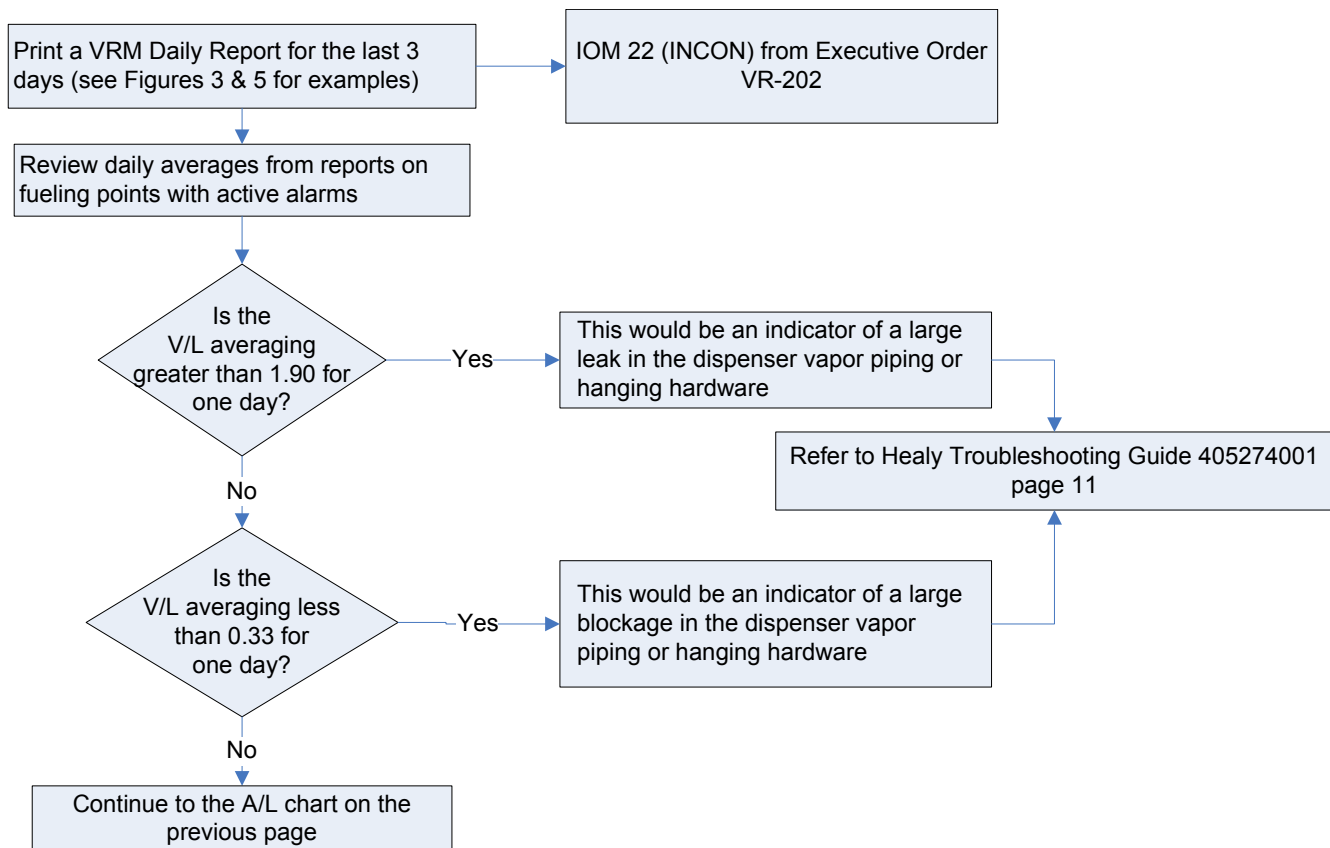 Print a VRM Daily Report for the last 3
days (see Figures 3 & 5 for examples)
IOM 22 (INCON) from Executive Order
VR-202
Review daily averages from reports on
fueling points with active alarms
Is the
V/L averaging
greater than 1.90 for
one day?
Yes
This would be an indicator of a large
leak in the dispenser vapor piping or
hanging hardware
Refer to Healy Troubleshooting Guide 405274001
page 11
No
Is the
V/L averaging less
than 0.33 for
one day?
Yes
This would be an indicator of a large
blockage in the dispenser vapor
piping or hanging hardware
No
Continue to the A/L chart on the
previous page